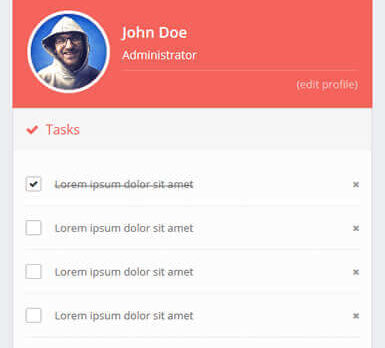 John Doe
Administrator
(edit profile)
Tasks
Lorem ipsum dolor sit amet
Lorem ipsum dolor sit amet
Lorem ipsum dolor sit amet
Lorem ipsum dolor sit amet